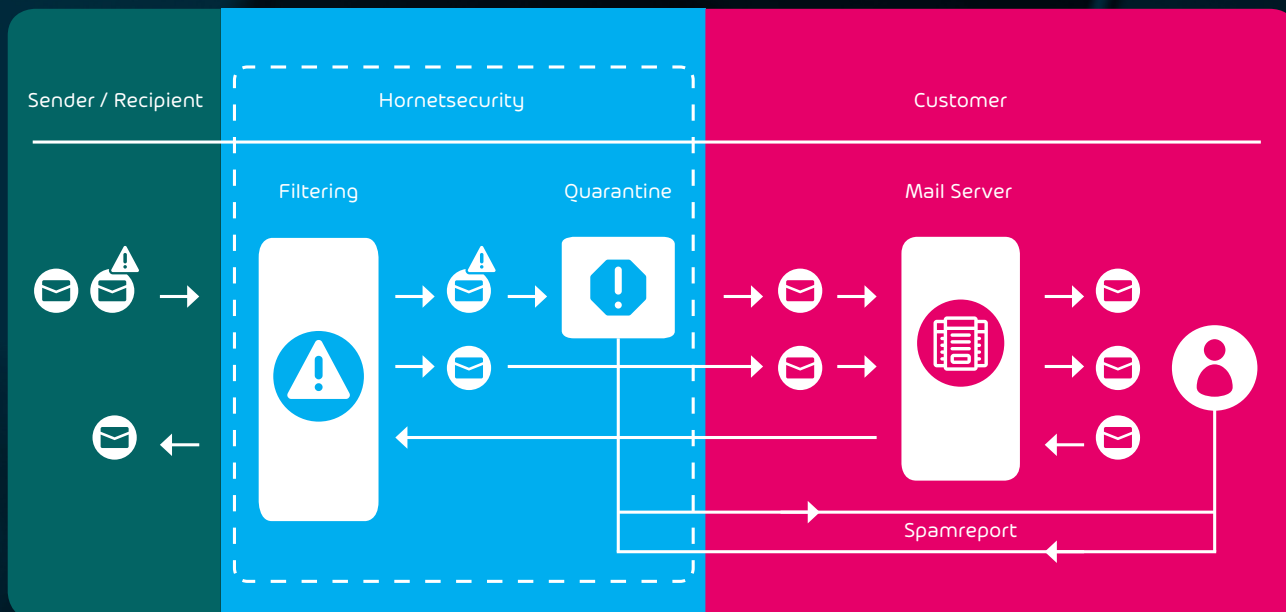 Sender / Recipient
Hornetsecurity
Customer
Filtering
Quarantine
Mail Server
Spamreport